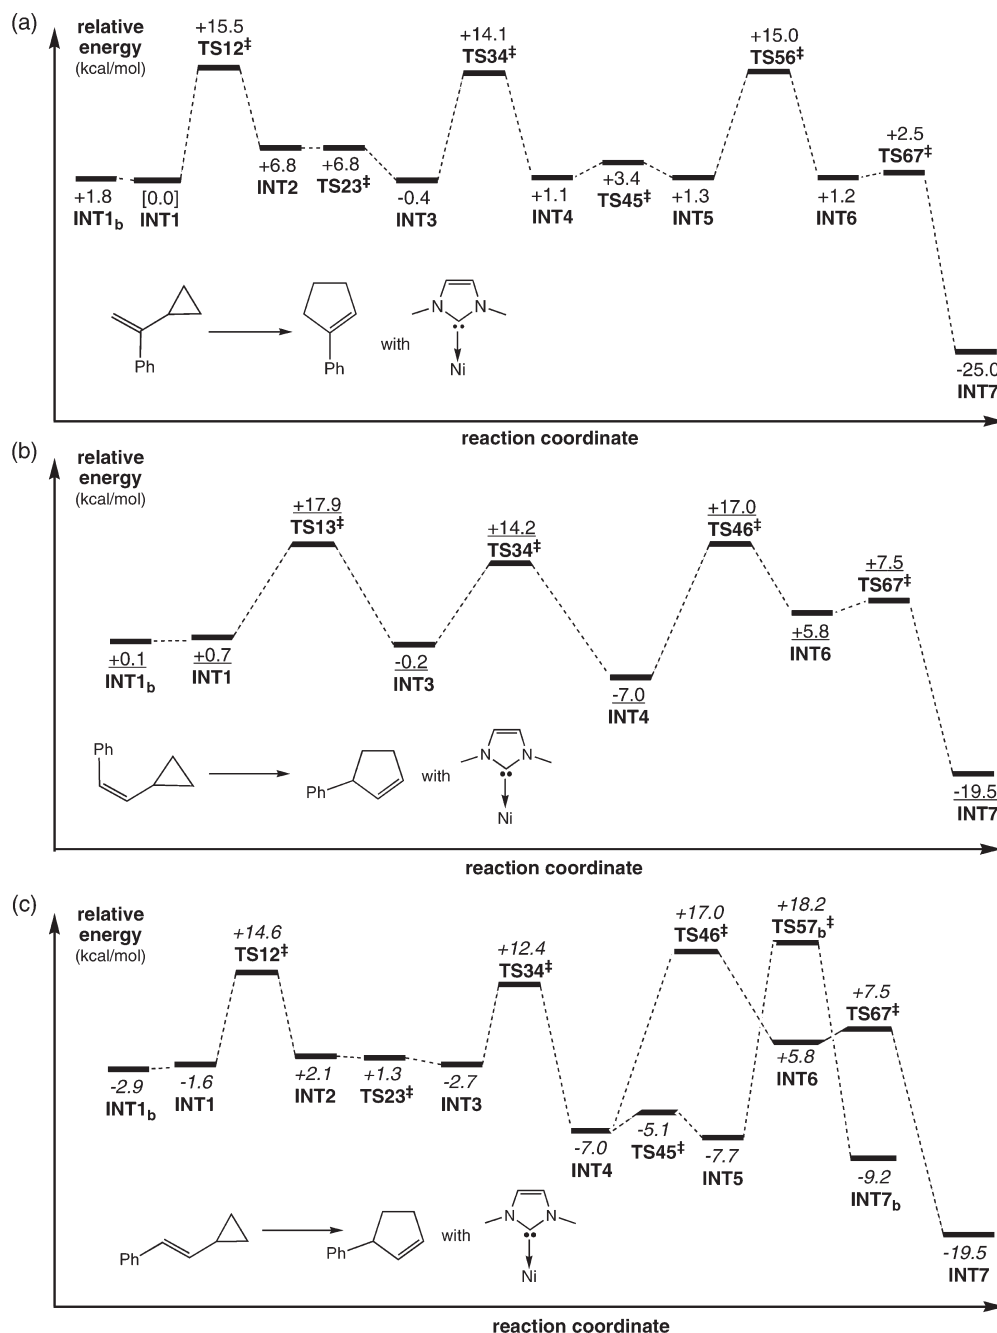 (a)
relative
energy
(kcal/mol)
+15.5
TS12‡
+6.8
INT2
+6.8
TS23‡
+14.1
TS34‡
+15.0
TS56‡
+2.5
TS67‡
+1.8
INT1b
[0.0]
INT1
-0.4
INT3
+1.1
INT4
+3.4
TS45‡
+1.3
INT5
+1.2
INT6
-25.0
INT7
Ph
Ph
with
N
N
Ni
reaction coordinate
(b)
relative
energy
(kcal/mol)
+17.9
TS13‡
+14.2
TS34‡
+17.0
TS46‡
+7.5
TS67‡
+0.1
INT1b
+0.7
INT1
-0.2
INT3
-7.0
INT4
+5.8
INT6
-19.5
INT7
Ph
Ph
with
N
N
Ni
reaction coordinate
(c)
relative
energy
(kcal/mol)
+14.6
TS12‡
+12.4
TS34‡
+17.0
TS46‡
+18.2
TS57b‡
+7.5
TS67‡
-2.9
INT1b
-1.6
INT1
+2.1
INT2
+1.3
TS23‡
-2.7
INT3
-7.0
INT4
-5.1
TS45‡
-7.7
INT5
+5.8
INT6
-9.2
INT7b
-19.5
INT7
Ph
Ph
with
N
N
Ni
reaction coordinate